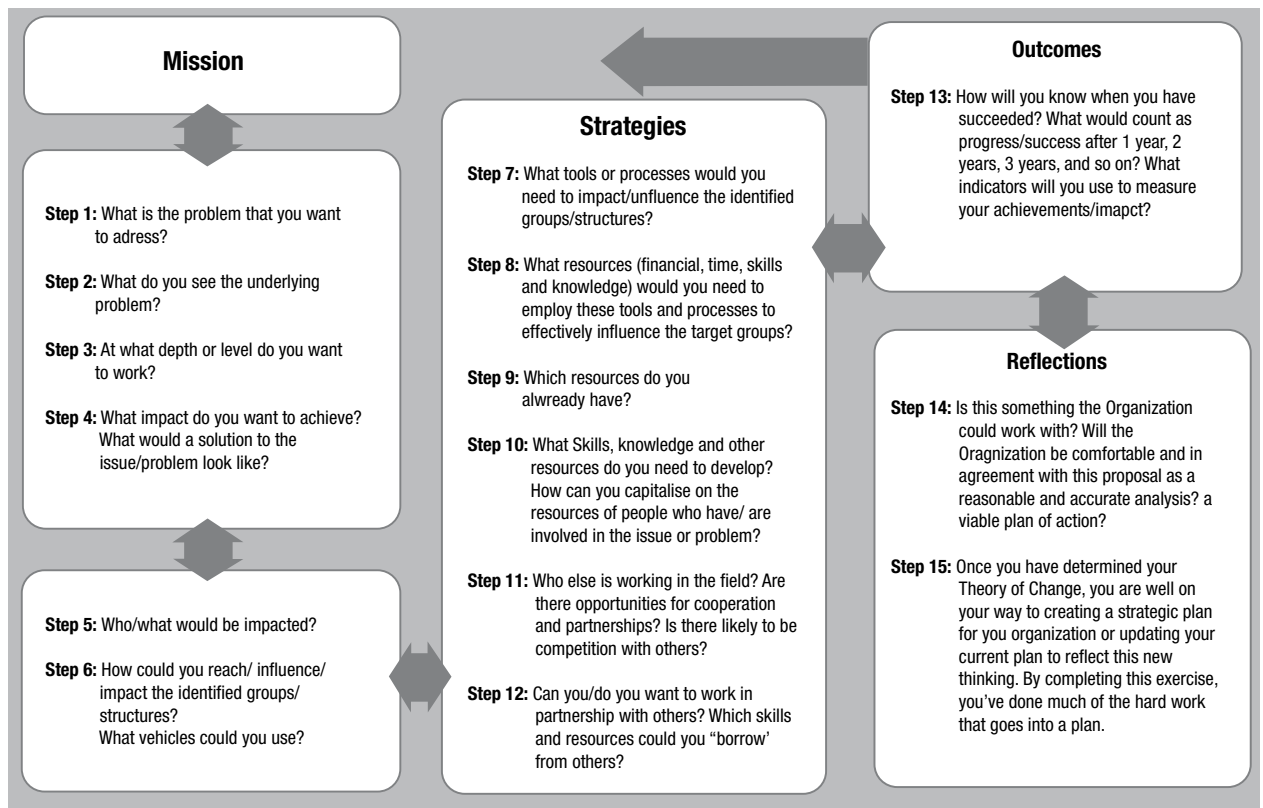 Mission
Step 1: What is the problem that you want
to adress?
Step 2: What do you see the underlying
problem?
Step 3: At what depth or level do you want
to work?
Step 4: What impact do you want to achieve?
What would a solution to the
issue/problem look like?
Step 5: Who/what would be impacted?
Step 6: How could you reach/ influence/
impact the identified groups/
structures?
What vehicles could you use?
Strategies
Step 7: What tools or processes would you
need to impact/unfluence the identified
groups/structures?
Step 8: What resources (financial, time, skills
and knowledge) would you need to
employ these tools and processes to
effectively influence the target groups?
Step 9: Which resources do you
alwready have?
Step 10: What Skills, knowledge and other
resources do you need to develop?
How can you capitalise on the
resources of people who have/ are
involved in the issue or problem?
Step 11: Who else is working in the field? Are
there opportunities for cooperation
and partnerships? Is there likely to be
competition with others?
Step 12: Can you/do you want to work in
partnership with others? Which skills
and resources could you “borrow’
from others?
Outcomes
Step 13: How will you know when you have
succeeded? What would count as
progress/success after 1 year, 2
years, 3 years, and so on? What
indicators will you use to measure
your achievements/imapct?
Reflections
Step 14: Is this something the Organization
could work with? Will the
Oragnization be comfortable and in
agreement with this proposal as a
reasonable and accurate analysis? a
viable plan of action?
Step 15: Once you have determined your
Theory of Change, you are well on
your way to creating a strategic plan
for you organization or updating your
current plan to reflect this new
thinking. By completing this exercise,
you’ve done much of the hard work
that goes into a plan.